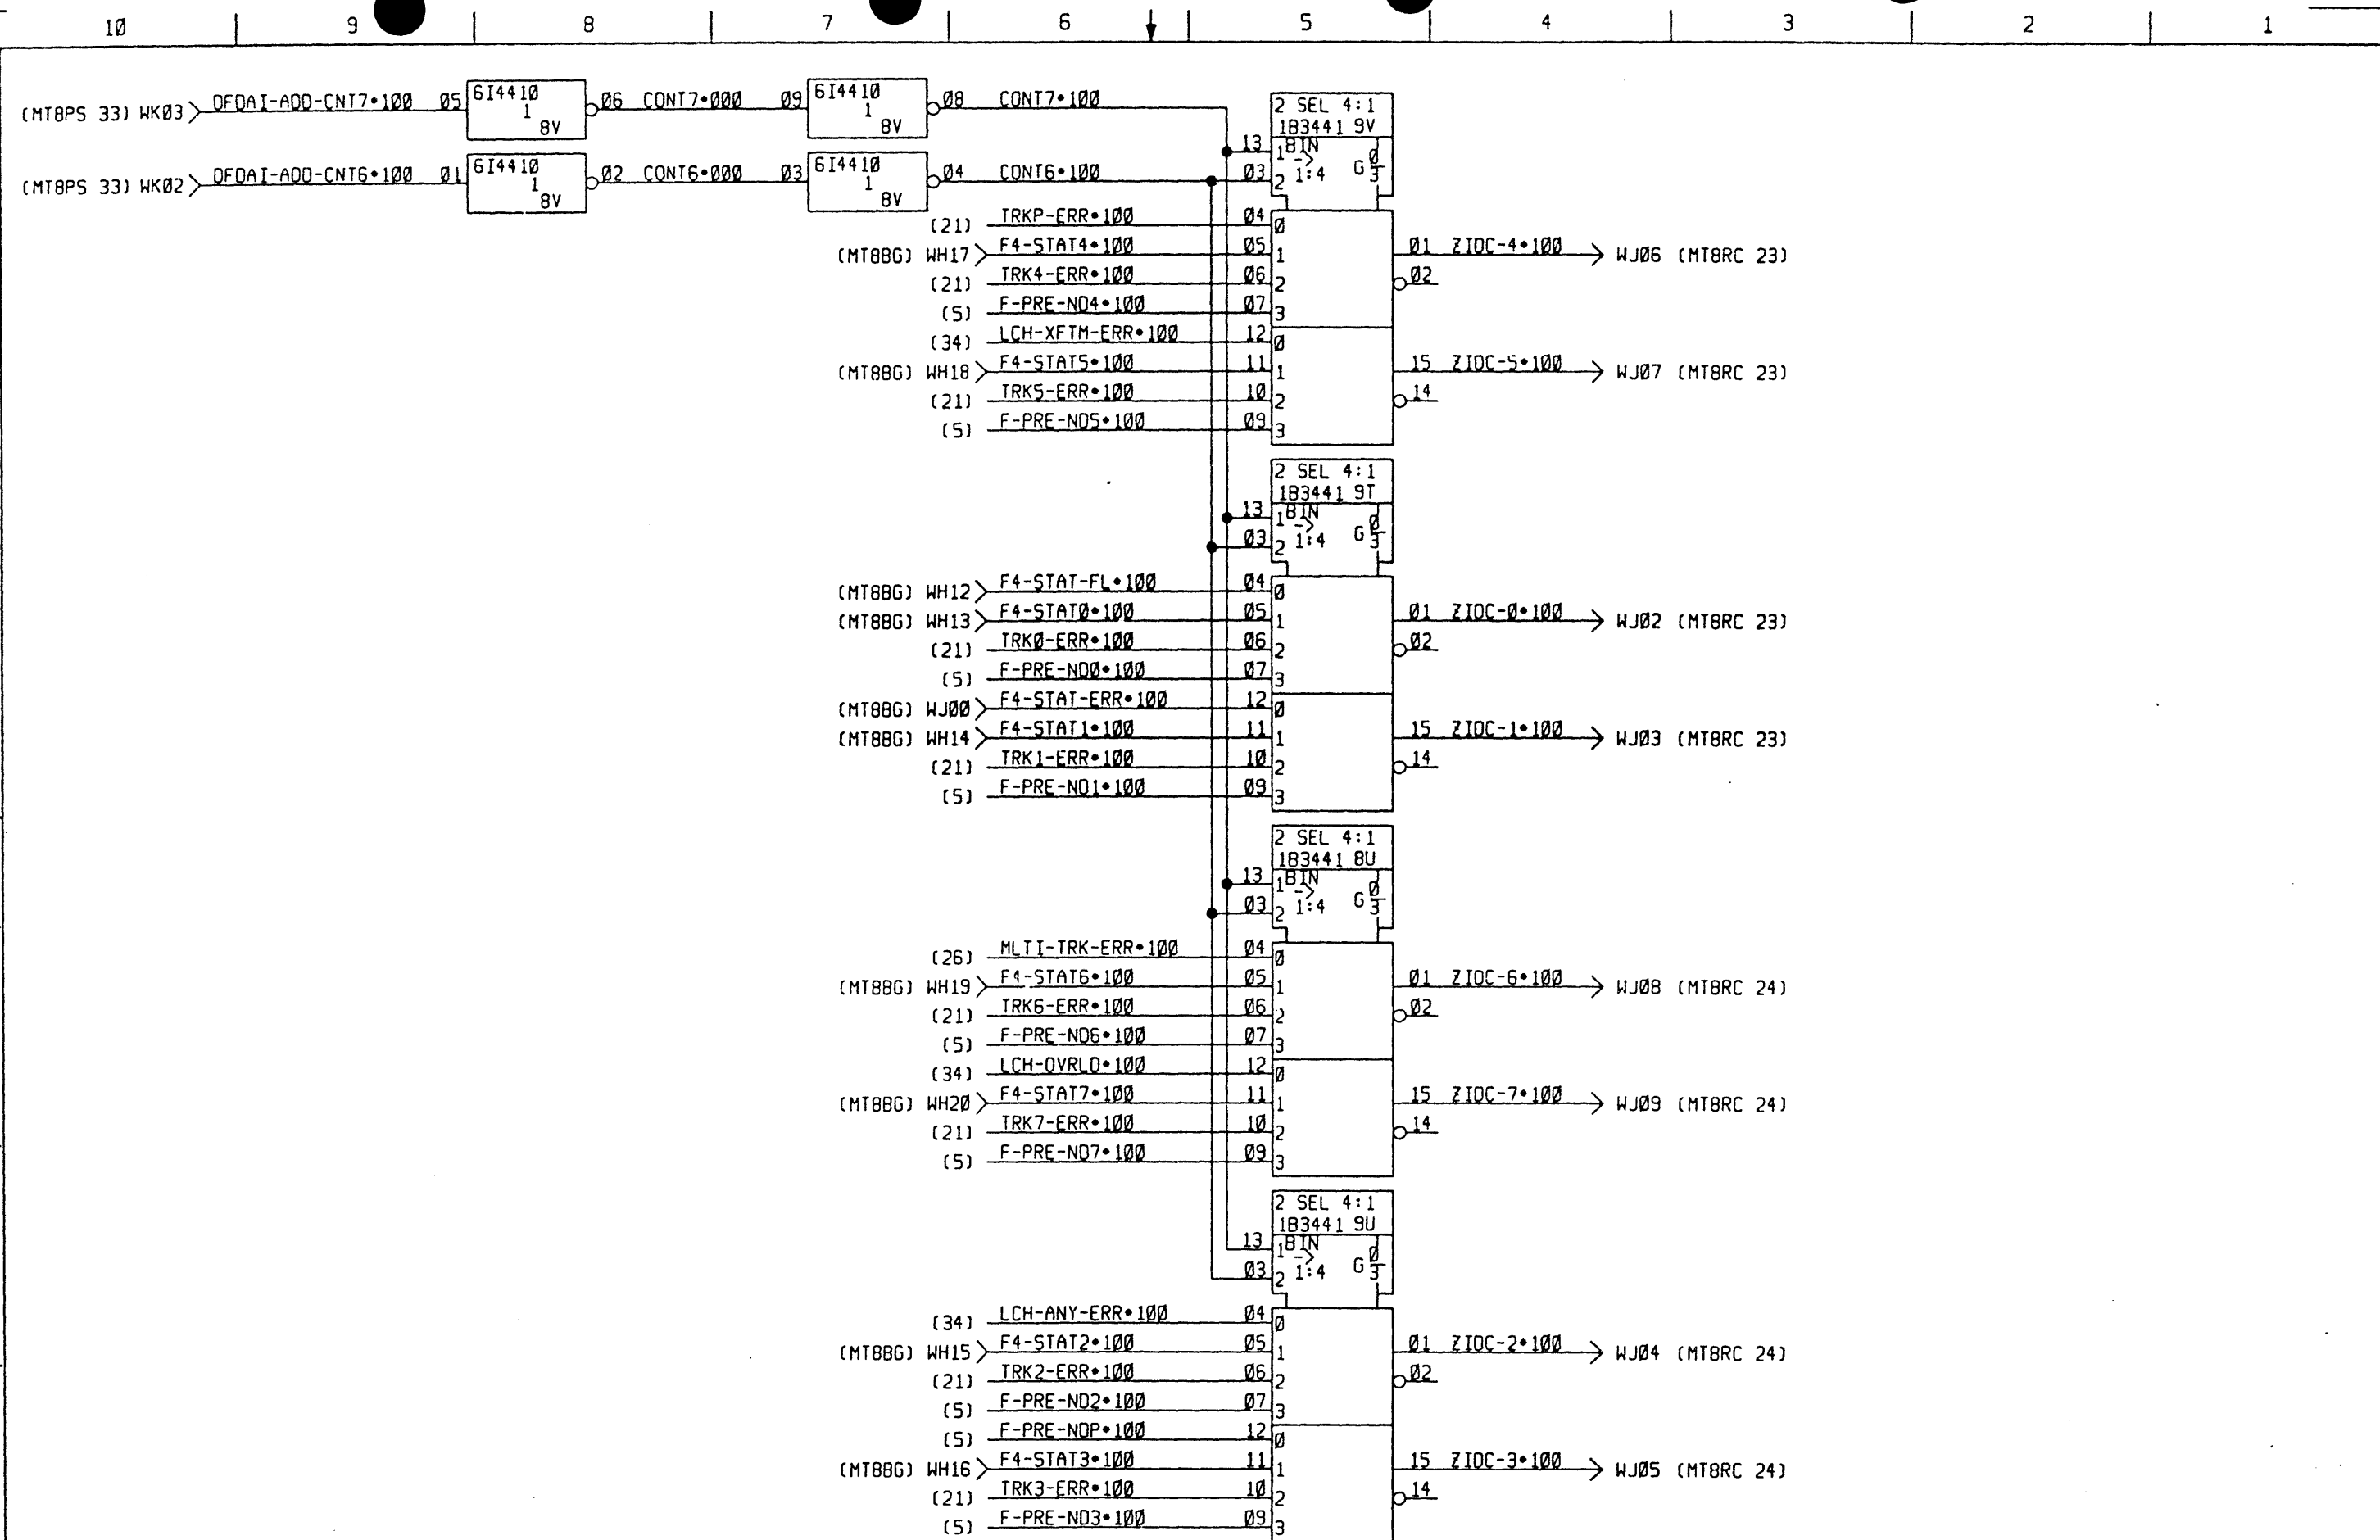 10 9 8 7 6 5 4 3 2 1
(MT8PS 33) WK03 DFDAI-ADD-CNT7•100 05 6I4410 1 8V 06 CONT7•000 09 6I4410 1 8V 08 CONT7•100
(MT8PS 33) WK02 DFDAI-ADD-CNT6•100 01 6I4410 1 8V 02 CONT6•000 03 6I4410 1 8V 04 CONT6•100
2 SEL 4:1
1B3441 9V
13 1 BIN -> 0
03 2 1:4 G 3
(21) TRKP-ERR•100 04 0
(MT8BG) WH17 F4-STAT4•100 05 1 01 ZIDC-4•100 WJ06 (MT8RC 23)
(21) TRK4-ERR•100 06 2 02
(5) F-PRE-ND4•100 07 3
(34) LCH-XFTM-ERR•100 12 0
(MT8BG) WH18 F4-STAT5•100 11 1 15 ZIDC-5•100 WJ07 (MT8RC 23)
(21) TRK5-ERR•100 10 2 14
(5) F-PRE-ND5•100 09 3
2 SEL 4:1
1B3441 9T
13 1 BIN -> 0
03 2 1:4 G 3
(MT8BG) WH12 F4-STAT-FL•100 04 0
(MT8BG) WH13 F4-STAT0•100 05 1 01 ZIDC-0•100 WJ02 (MT8RC 23)
(21) TRK0-ERR•100 06 2 02
(5) F-PRE-ND0•100 07 3
(MT8BG) WJ00 F4-STAT-ERR•100 12 0
(MT8BG) WH14 F4-STAT1•100 11 1 15 ZIDC-1•100 WJ03 (MT8RC 23)
(21) TRK1-ERR•100 10 2 14
(5) F-PRE-ND1•100 09 3
2 SEL 4:1
1B3441 8U
13 1 BIN -> 0
03 2 1:4 G 3
(26) MLTI-TRK-ERR•100 04 0
(MT8BG) WH19 F4-STAT6•100 05 1 01 ZIDC-6•100 WJ08 (MT8RC 24)
(21) TRK6-ERR•100 06 2 02
(5) F-PRE-ND6•100 07 3
(34) LCH-OVRLD•100 12 0
(MT8BG) WH20 F4-STAT7•100 11 1 15 ZIDC-7•100 WJ09 (MT8RC 24)
(21) TRK7-ERR•100 10 2 14
(5) F-PRE-ND7•100 09 3
2 SEL 4:1
1B3441 9U
13 1 BIN -> 0
03 2 1:4 G 3
(34) LCH-ANY-ERR•100 04 0
(MT8BG) WH15 F4-STAT2•100 05 1 01 ZIDC-2•100 WJ04 (MT8RC 24)
(21) TRK2-ERR•100 06 2 02
(5) F-PRE-ND2•100 07 3
(5) F-PRE-NDP•100 12 0
(MT8BG) WH16 F4-STAT3•100 11 1 15 ZIDC-3•100 WJ05 (MT8RC 24)
(21) TRK3-ERR•100 10 2 14
(5) F-PRE-ND3•100 09 3